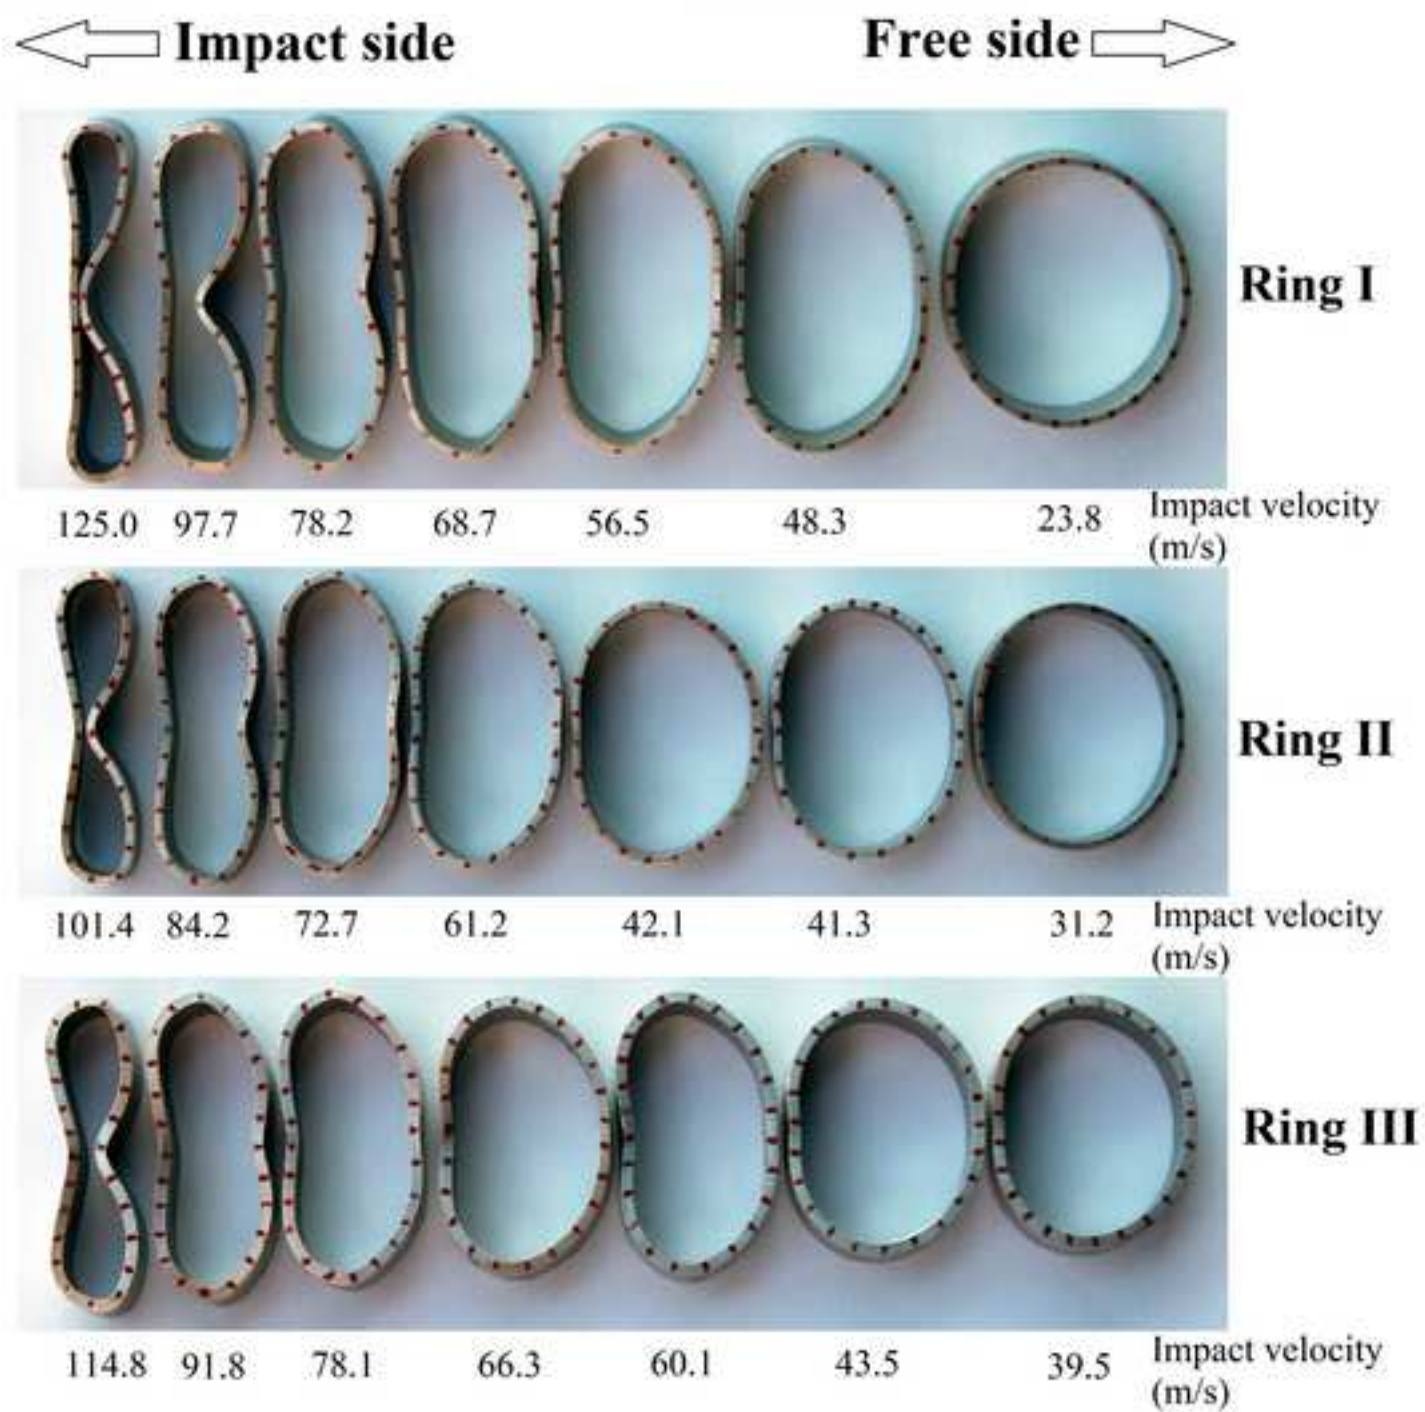 Impact side
Free side
Ring I
125.0 97.7 78.2 68.7 56.5 48.3 23.8 Impact velocity
(m/s)
Ring II
101.4 84.2 72.7 61.2 42.1 41.3 31.2 Impact velocity
(m/s)
Ring III
114.8 91.8 78.1 66.3 60.1 43.5 39.5 Impact velocity
(m/s)